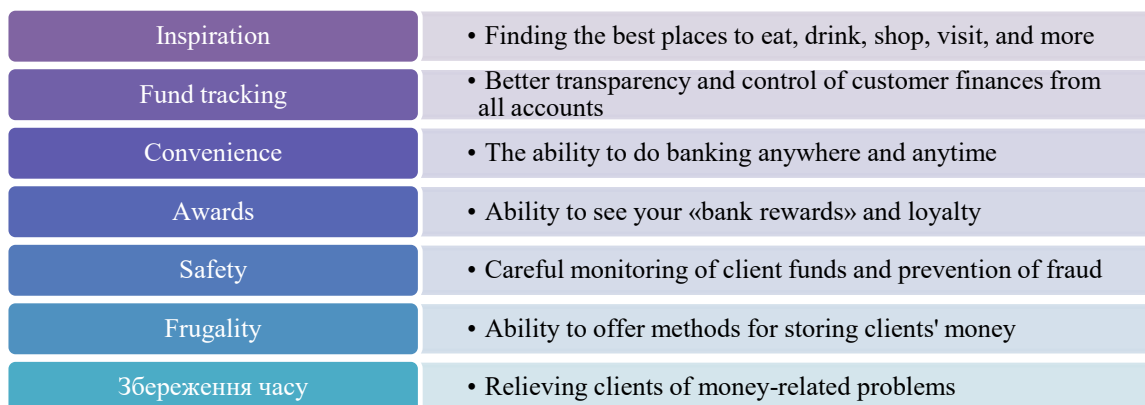 Inspiration
• Finding the best places to eat, drink, shop, visit, and more
Fund tracking
• Better transparency and control of customer finances from
all accounts
Convenience
• The ability to do banking anywhere and anytime
Awards
• Ability to see your «bank rewards» and loyalty
Safety
• Careful monitoring of client funds and prevention of fraud
Frugality
• Ability to offer methods for storing clients' money
Збереження часу
• Relieving clients of money-related problems